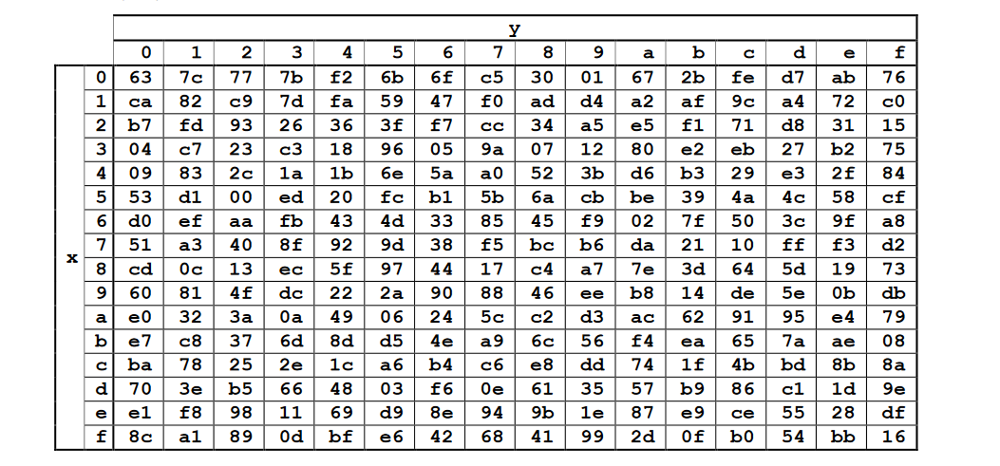 y
0 1 2 3 4 5 6 7 8 9 a b c d e f
0 63 7c 77 7b f2 6b 6f c5 30 01 67 2b fe d7 ab 76
1 ca 82 c9 7d fa 59 47 f0 ad d4 a2 af 9c a4 72 c0
2 b7 fd 93 26 36 3f f7 cc 34 a5 e5 f1 71 d8 31 15
3 04 c7 23 c3 18 96 05 9a 07 12 80 e2 eb 27 b2 75
4 09 83 2c 1a 1b 6e 5a a0 52 3b d6 b3 29 e3 2f 84
5 53 d1 00 ed 20 fc b1 5b 6a cb be 39 4a 4c 58 cf
6 d0 ef aa fb 43 4d 33 85 45 f9 02 7f 50 3c 9f a8
7 51 a3 40 8f 92 9d 38 f5 bc b6 da 21 10 ff f3 d2
x
8 cd 0c 13 ec 5f 97 44 17 c4 a7 7e 3d 64 5d 19 73
9 60 81 4f dc 22 2a 90 88 46 ee b8 14 de 5e 0b db
a e0 32 3a 0a 49 06 24 5c c2 d3 ac 62 91 95 e4 79
b e7 c8 37 6d 8d d5 4e a9 6c 56 f4 ea 65 7a ae 08
c ba 78 25 2e 1c a6 b4 c6 e8 dd 74 1f 4b bd 8b 8a
d 70 3e b5 66 48 03 f6 0e 61 35 57 b9 86 c1 1d 9e
e e1 f8 98 11 69 d9 8e 94 9b 1e 87 e9 ce 55 28 df
f 8c a1 89 0d bf e6 42 68 41 99 2d 0f b0 54 bb 16